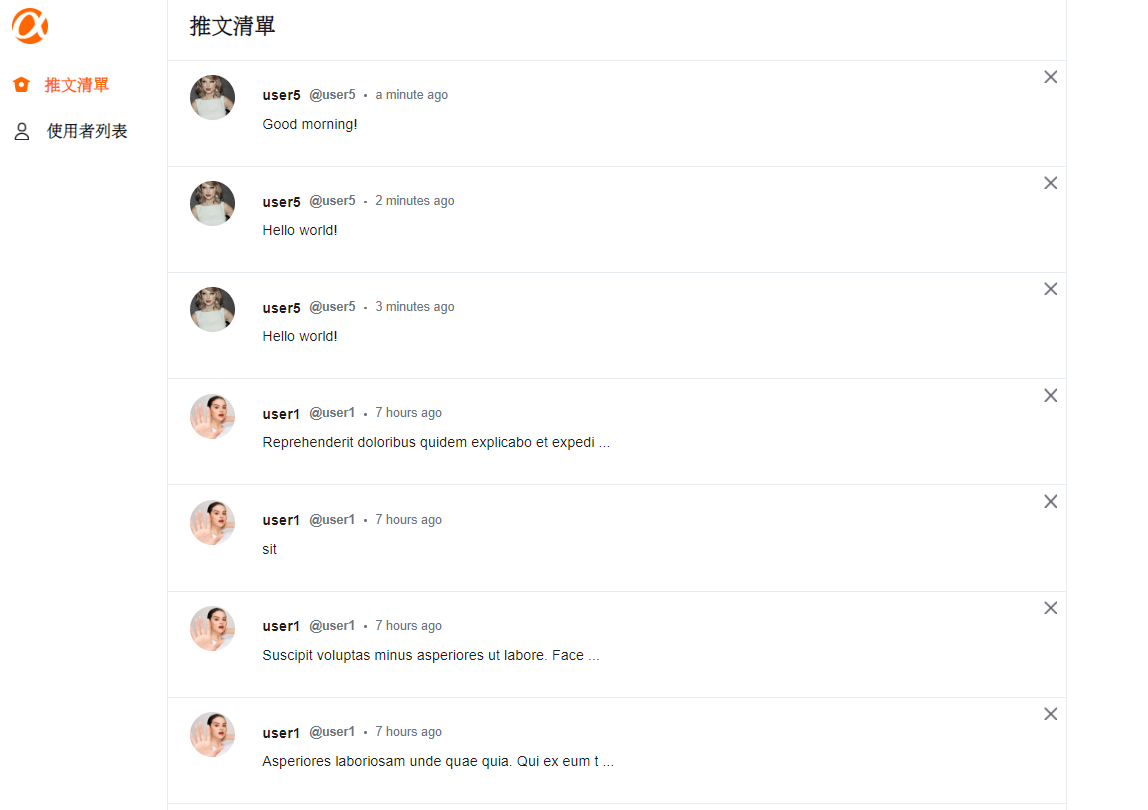 推文清單
推文清單
使用者列表
user5 @user5 • a minute ago
Good morning!
user5 @user5 • 2 minutes ago
Hello world!
user5 @user5 • 3 minutes ago
Hello world!
user1 @user1 • 7 hours ago
Reprehenderit doloribus quidem explicabo et expedi ...
user1 @user1 • 7 hours ago
sit
user1 @user1 • 7 hours ago
Suscipit voluptas minus asperiores ut labore. Face ...
user1 @user1 • 7 hours ago
Asperiores laboriosam unde quae quia. Qui ex eum t ...